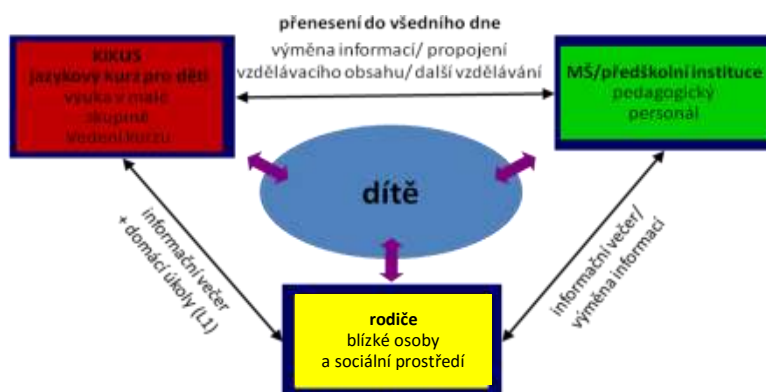 přenesení do všedního dne
výměna informací/ propojení
vzdělávacího obsahu/ další vzdělávání
KIKUS
jazykový kurz pro děti
výuka v malé
skupině
vedení kurzu
MŠ/předškolní instituce
pedagogický
personál
dítě
informační večer
+ domácí úkoly (L1)
informační večer/
výměna informací
rodiče
blízké osoby
a sociální prostředí